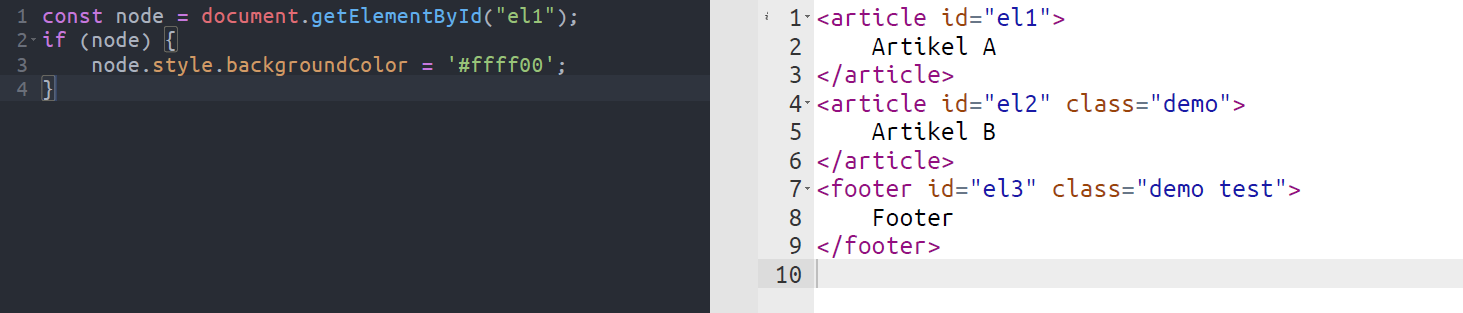 1 const node = document.getElementById("el1");
2 if (node) {
3     node.style.backgroundColor = '#ffff00';
4 }
i 1 <article id="el1">
2     Artikel A
3 </article>
4 <article id="el2" class="demo">
5     Artikel B
6 </article>
7 <footer id="el3" class="demo test">
8     Footer
9 </footer>
10